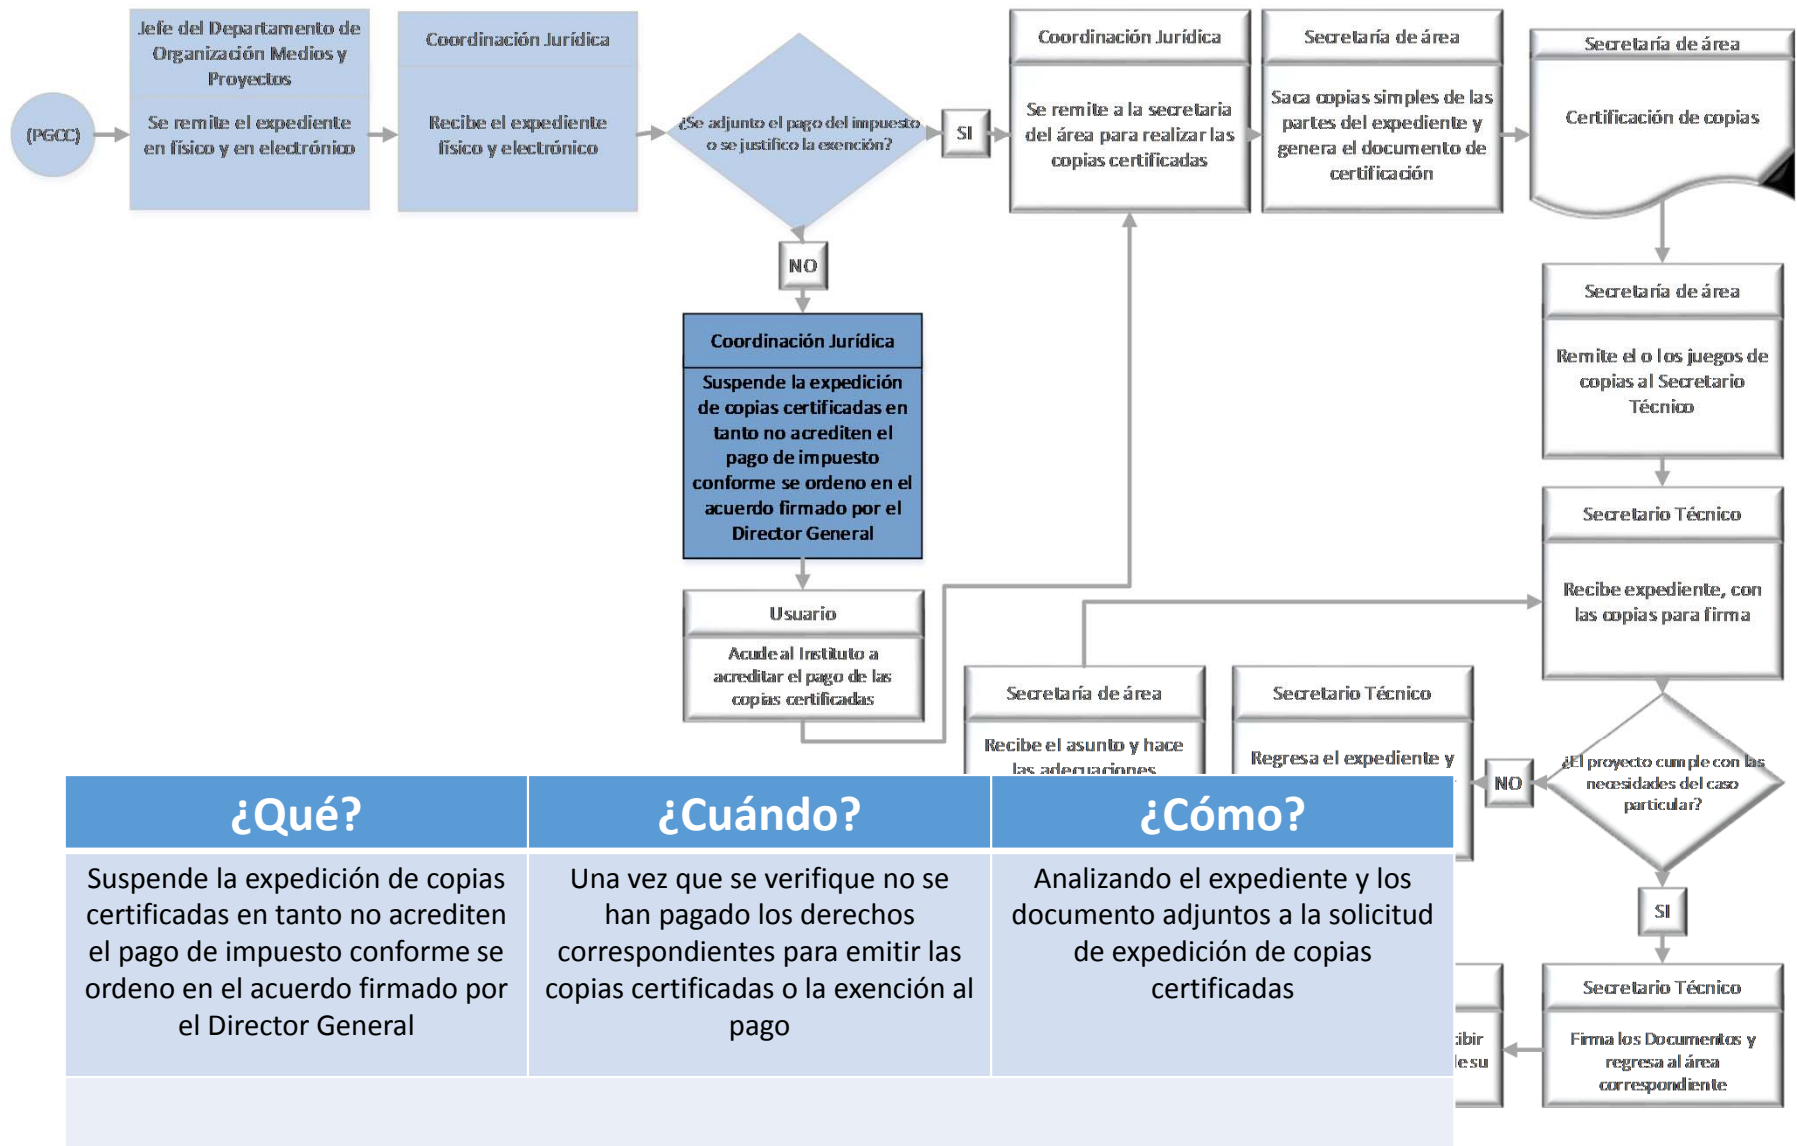 Jefe del Departamento de
Organización Medios y
Proyectos
Se remite el expediente
en físico y en electrónico
(PGCC)
Coordinación Jurídica
Recibe el expediente
físico y electrónico
¿Se adjunto el pago del impuesto
o se justifico la exención?
SI
NO
Coordinación Jurídica
Se remite a la secretaria
del área para realizar las
copias certificadas
Secretaría de área
Saca copias simples de las
partes del expediente y
genera el documento de
certificación
Secretaría de área
Certificación de copias
Secretaría de área
Remite el o los juegos de
copias al Secretario
Técnico
Coordinación Jurídica
Suspende la expedición
de copias certificadas en
tanto no acrediten el
pago de impuesto
conforme se ordeno en el
acuerdo firmado por el
Director General
Usuario
Acude al Instituto a
acreditar el pago de las
copias certificadas
Secretario Técnico
Recibe expediente, con
las copias para firma
Secretaría de área
Recibe el asunto y hace
las adecuaciones
Secretario Técnico
Regresa el expediente y
NO
¿El proyecto cumple con las
necesidades del caso
particular?
SI
Secretario Técnico
Firma los Documentos y
regresa al área
correspondiente
ibir
le su
¿Qué?
Suspende la expedición de copias
certificadas en tanto no acrediten
el pago de impuesto conforme se
ordeno en el acuerdo firmado por
el Director General
¿Cuándo?
Una vez que se verifique no se
han pagado los derechos
correspondientes para emitir las
copias certificadas o la exención al
pago
¿Cómo?
Analizando el expediente y los
documento adjuntos a la solicitud
de expedición de copias
certificadas